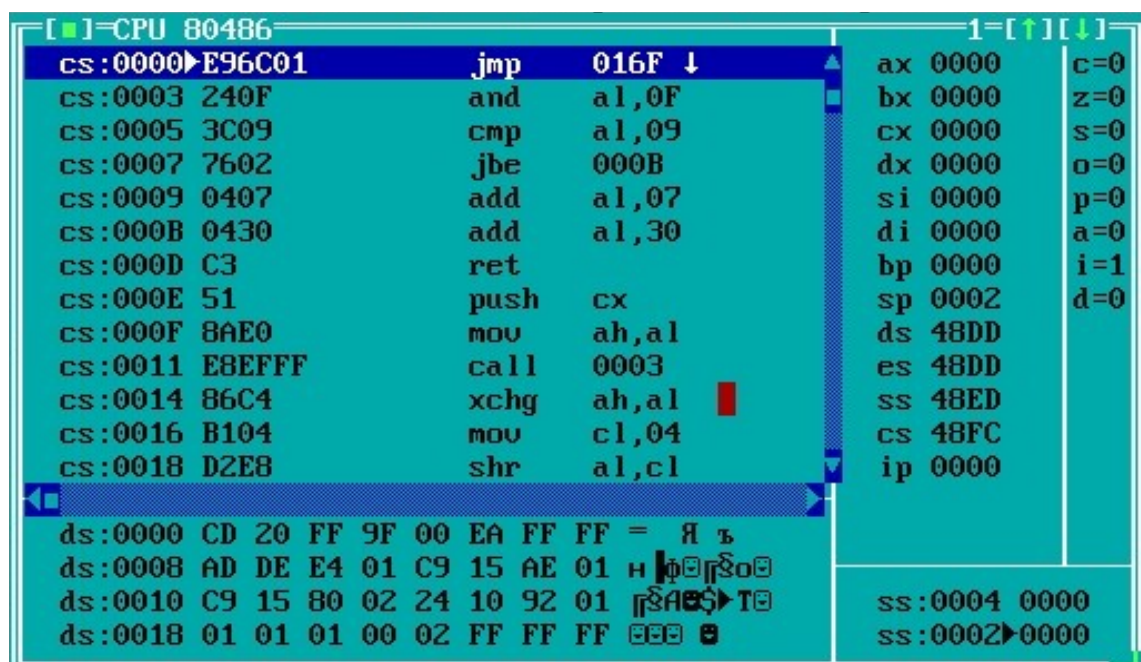 [■]=CPU 80486 1=[↑][↓]
cs:0000►E96C01 jmp 016F ↓ ax 0000 c=0
cs:0003 240F and al,0F bx 0000 z=0
cs:0005 3C09 cmp al,09 cx 0000 s=0
cs:0007 7602 jbe 000B dx 0000 o=0
cs:0009 0407 add al,07 si 0000 p=0
cs:000B 0430 add al,30 di 0000 a=0
cs:000D C3 ret bp 0000 i=1
cs:000E 51 push cx sp 0002 d=0
cs:000F 8AE0 mov ah,al ds 48DD
cs:0011 E8EFFF call 0003 es 48DD
cs:0014 86C4 xchg ah,al ss 48ED
cs:0016 B104 mov cl,04 cs 48FC
cs:0018 D2E8 shr al,cl ip 0000
ds:0000 CD 20 FF 9F 00 EA FF FF = Я ъ
ds:0008 AD DE E4 01 C9 15 AE 01 н▐ф☺╔§о☺
ds:0010 C9 15 80 02 24 10 92 01 ╔§А☻$►Т☺ ss:0004 0000
ds:0018 01 01 01 00 02 FF FF FF ☺☺☺ ☻ ss:0002►0000